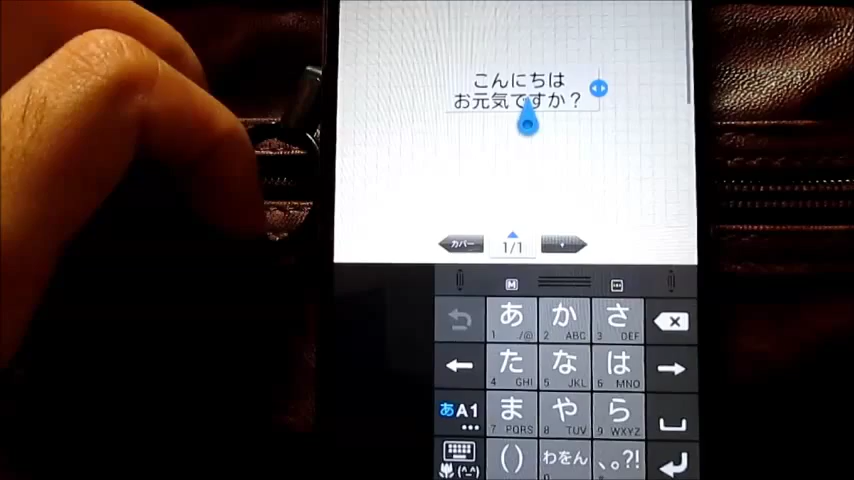 こんにちは
お元気ですか？
カバー
1/1
M
あ
1 /@
か
2 ABC
さ
3 DEF
た
4 GHI
な
5 JKL
は
6 MNO
あA1
ま
7 PQRS
や
8 TUV
ら
9 WXYZ
(^_^)
()
わをん
0
､｡?!